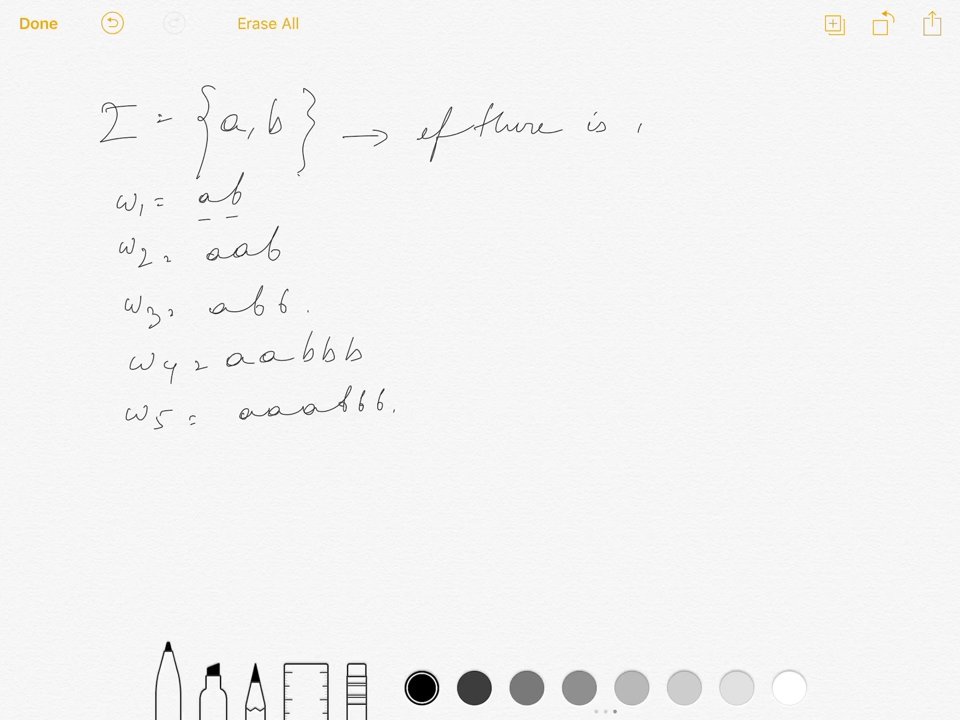 Done Erase All
Σ = {a, b} → if there is
w1 = ab
w2 = aab
w3 = abb.
w4 = aabbb
w5 = aaabbb.